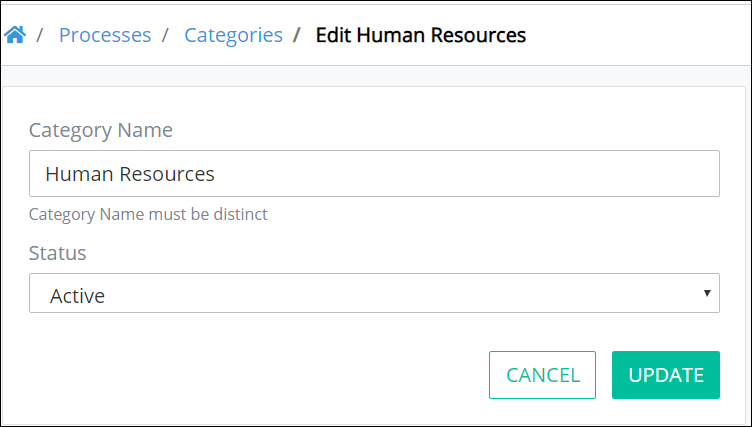 / Processes / Categories / Edit Human Resources
Category Name
Human Resources
Category Name must be distinct
Status
Active
CANCEL UPDATE